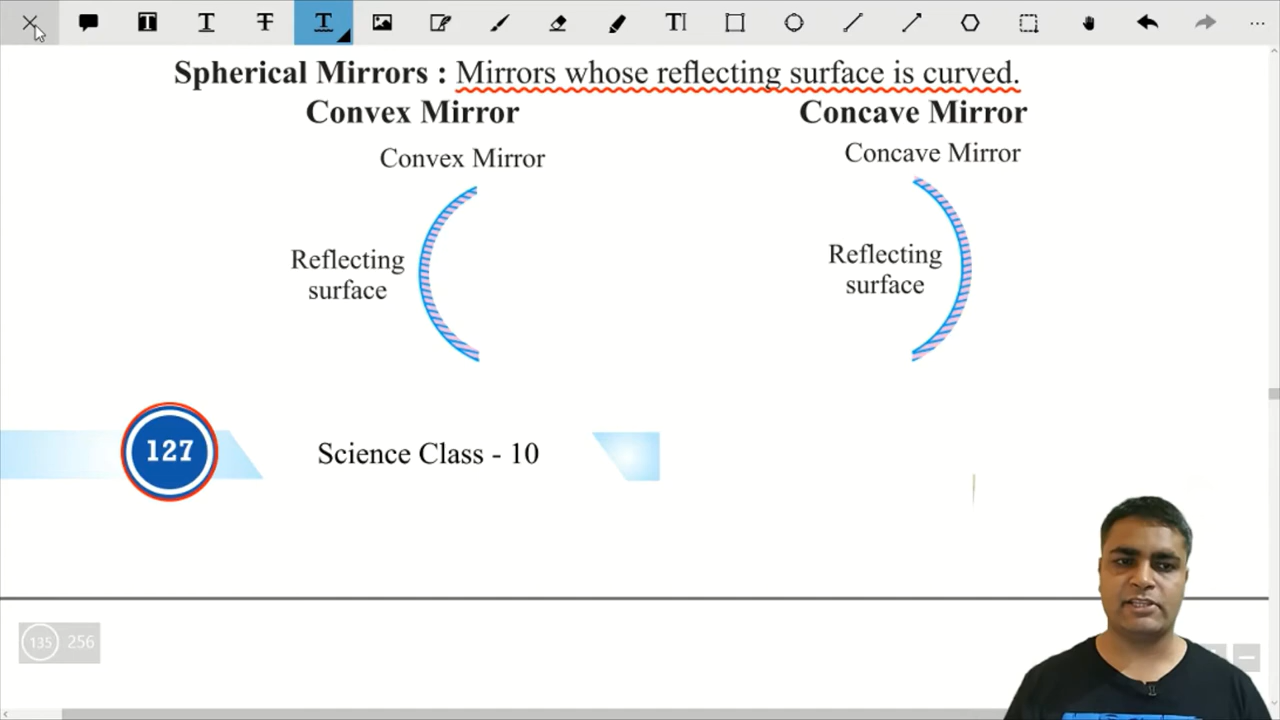 Spherical Mirrors : Mirrors whose reflecting surface is curved.
Convex Mirror
Concave Mirror
Convex Mirror
Concave Mirror
Reflecting
surface
Reflecting
surface
127
Science Class - 10
135 256